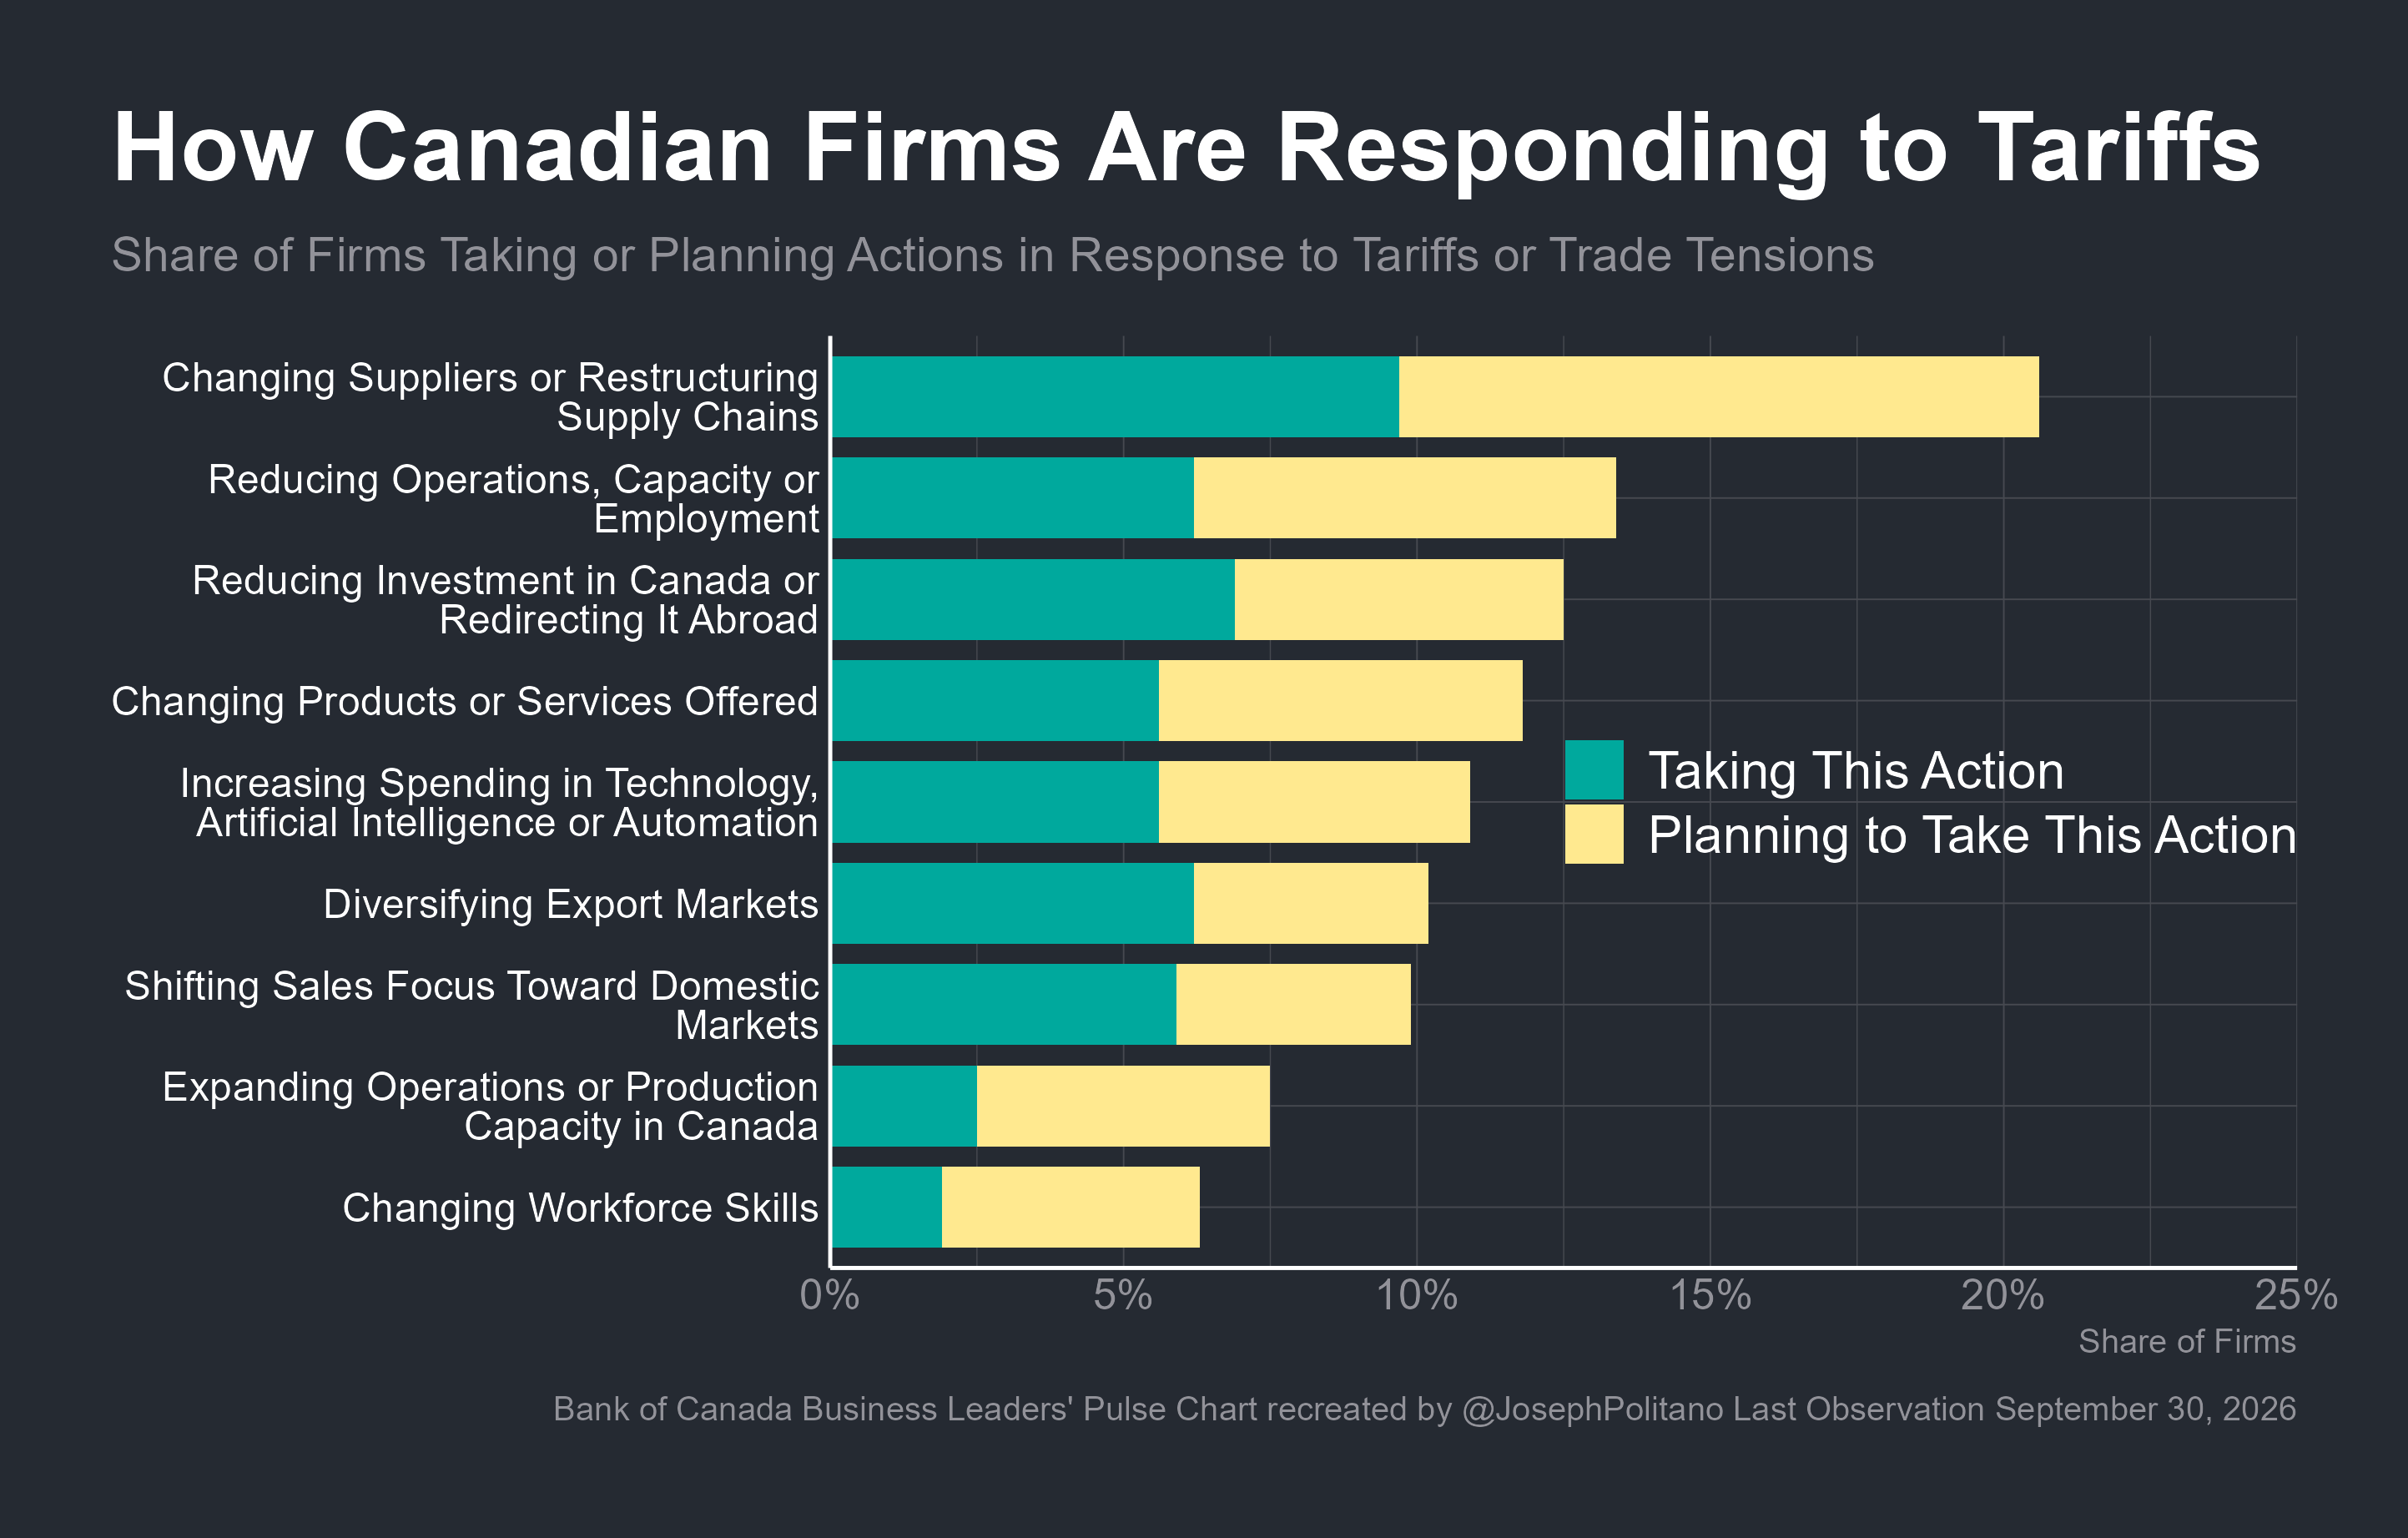 How Canadian Firms Are Responding to Tariffs
Share of Firms Taking or Planning Actions in Response to Tariffs or Trade Tensions
Changing Suppliers or Restructuring
Supply Chains
Reducing Operations, Capacity or
Employment
Reducing Investment in Canada or
Redirecting It Abroad
Changing Products or Services Offered
Increasing Spending in Technology,
Artificial Intelligence or Automation
Diversifying Export Markets
Shifting Sales Focus Toward Domestic
Markets
Expanding Operations or Production
Capacity in Canada
Changing Workforce Skills
Taking This Action
Planning to Take This Action
0% 5% 10% 15% 20% 25%
Share of Firms
Bank of Canada Business Leaders' Pulse Chart recreated by @JosephPolitano Last Observation September 30, 2026